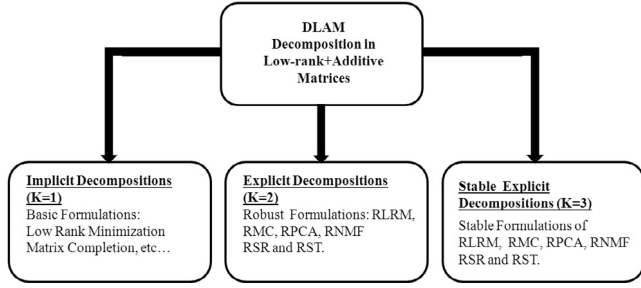 DLAM
Decomposition in
Low-rank+Additive
Matrices
Implicit Decompositions
(K=1)
Basic Formulations:
Low Rank Minimization
Matrix Completion, etc…
Explicit Decompositions
(K=2)
Robust Formulations: RLRM,
RMC, RPCA, RNMF
RSR and RST.
Stable Explicit
Decompositions (K=3)
Stable Formulations of
RLRM, RMC, RPCA, RNMF
RSR and RST.